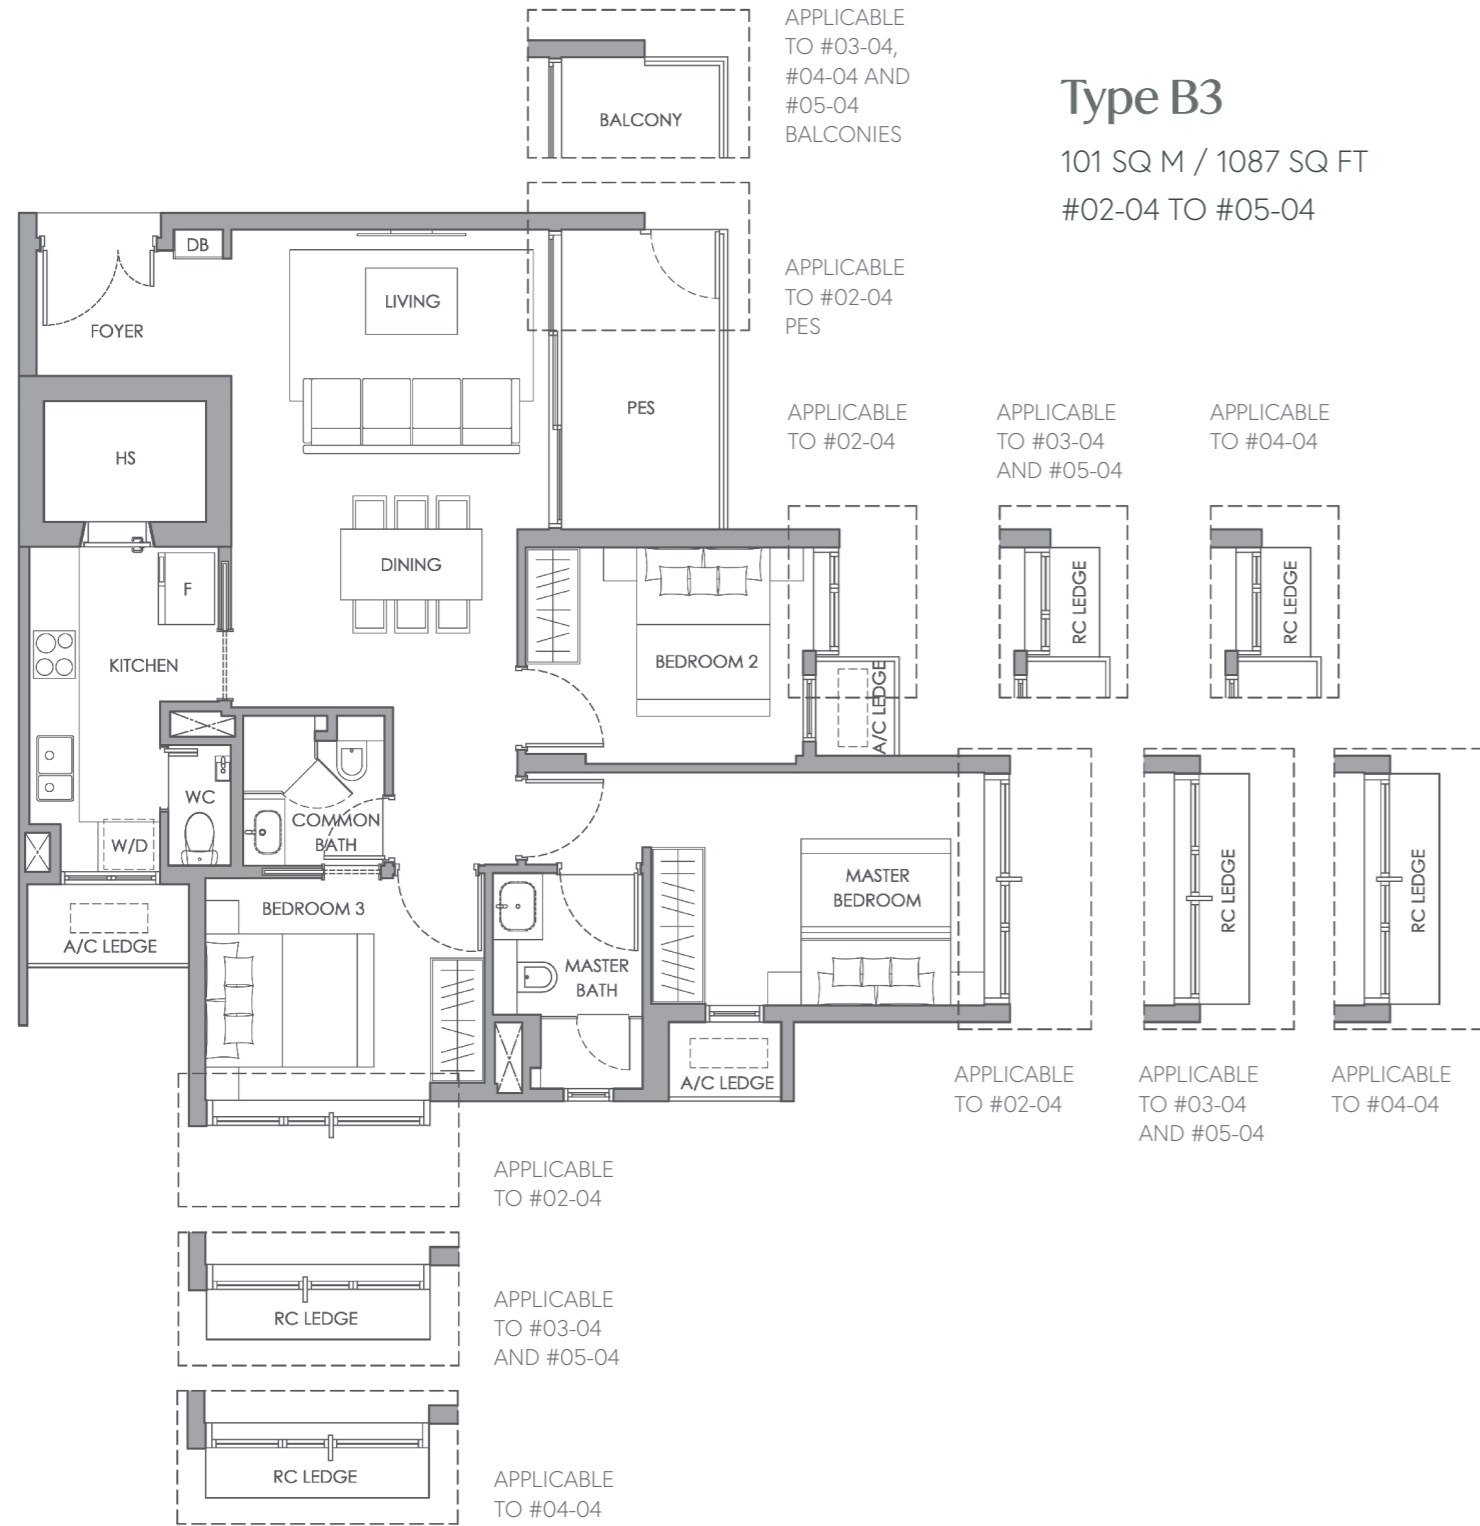 APPLICABLE
TO #03-04,
#04-04 AND
#05-04
BALCONIES
BALCONY
Type B3
101 SQ M / 1087 SQ FT
#02-04 TO #05-04
DB
LIVING
FOYER
APPLICABLE
TO #02-04
PES
PES
HS
APPLICABLE
TO #02-04
APPLICABLE
TO #03-04
AND #05-04
APPLICABLE
TO #04-04
DINING
F
KITCHEN
BEDROOM 2
A/C LEDGE
RC LEDGE
RC LEDGE
WC
COMMON
BATH
W/D
A/C LEDGE
BEDROOM 3
MASTER
BATH
MASTER
BEDROOM
A/C LEDGE
RC LEDGE
RC LEDGE
APPLICABLE
TO #02-04
APPLICABLE
TO #03-04
AND #05-04
APPLICABLE
TO #04-04
APPLICABLE
TO #02-04
RC LEDGE
APPLICABLE
TO #03-04
AND #05-04
RC LEDGE
APPLICABLE
TO #04-04